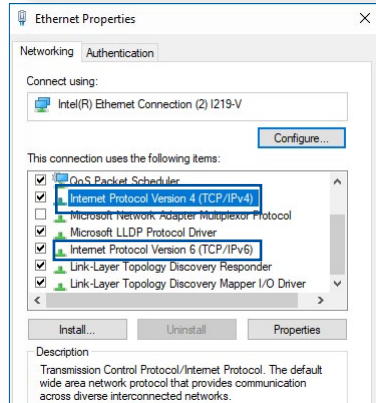 Ethernet Properties
Networking
Authentication
Connect using:
Intel(R) Ethernet Connection (2) I219-V
Configure...
This connection uses the following items:
QoS Packet Scheduler
Internet Protocol Version 4 (TCP/IPv4)
Microsoft Network Adapter Multiplexor Protocol
Microsoft LLDP Protocol Driver
Internet Protocol Version 6 (TCP/IPv6)
Link-Layer Topology Discovery Responder
Link-Layer Topology Discovery Mapper I/O Driver
Install...
Uninstall
Properties
Description
Transmission Control Protocol/Internet Protocol. The default
wide area network protocol that provides communication
across diverse interconnected networks.